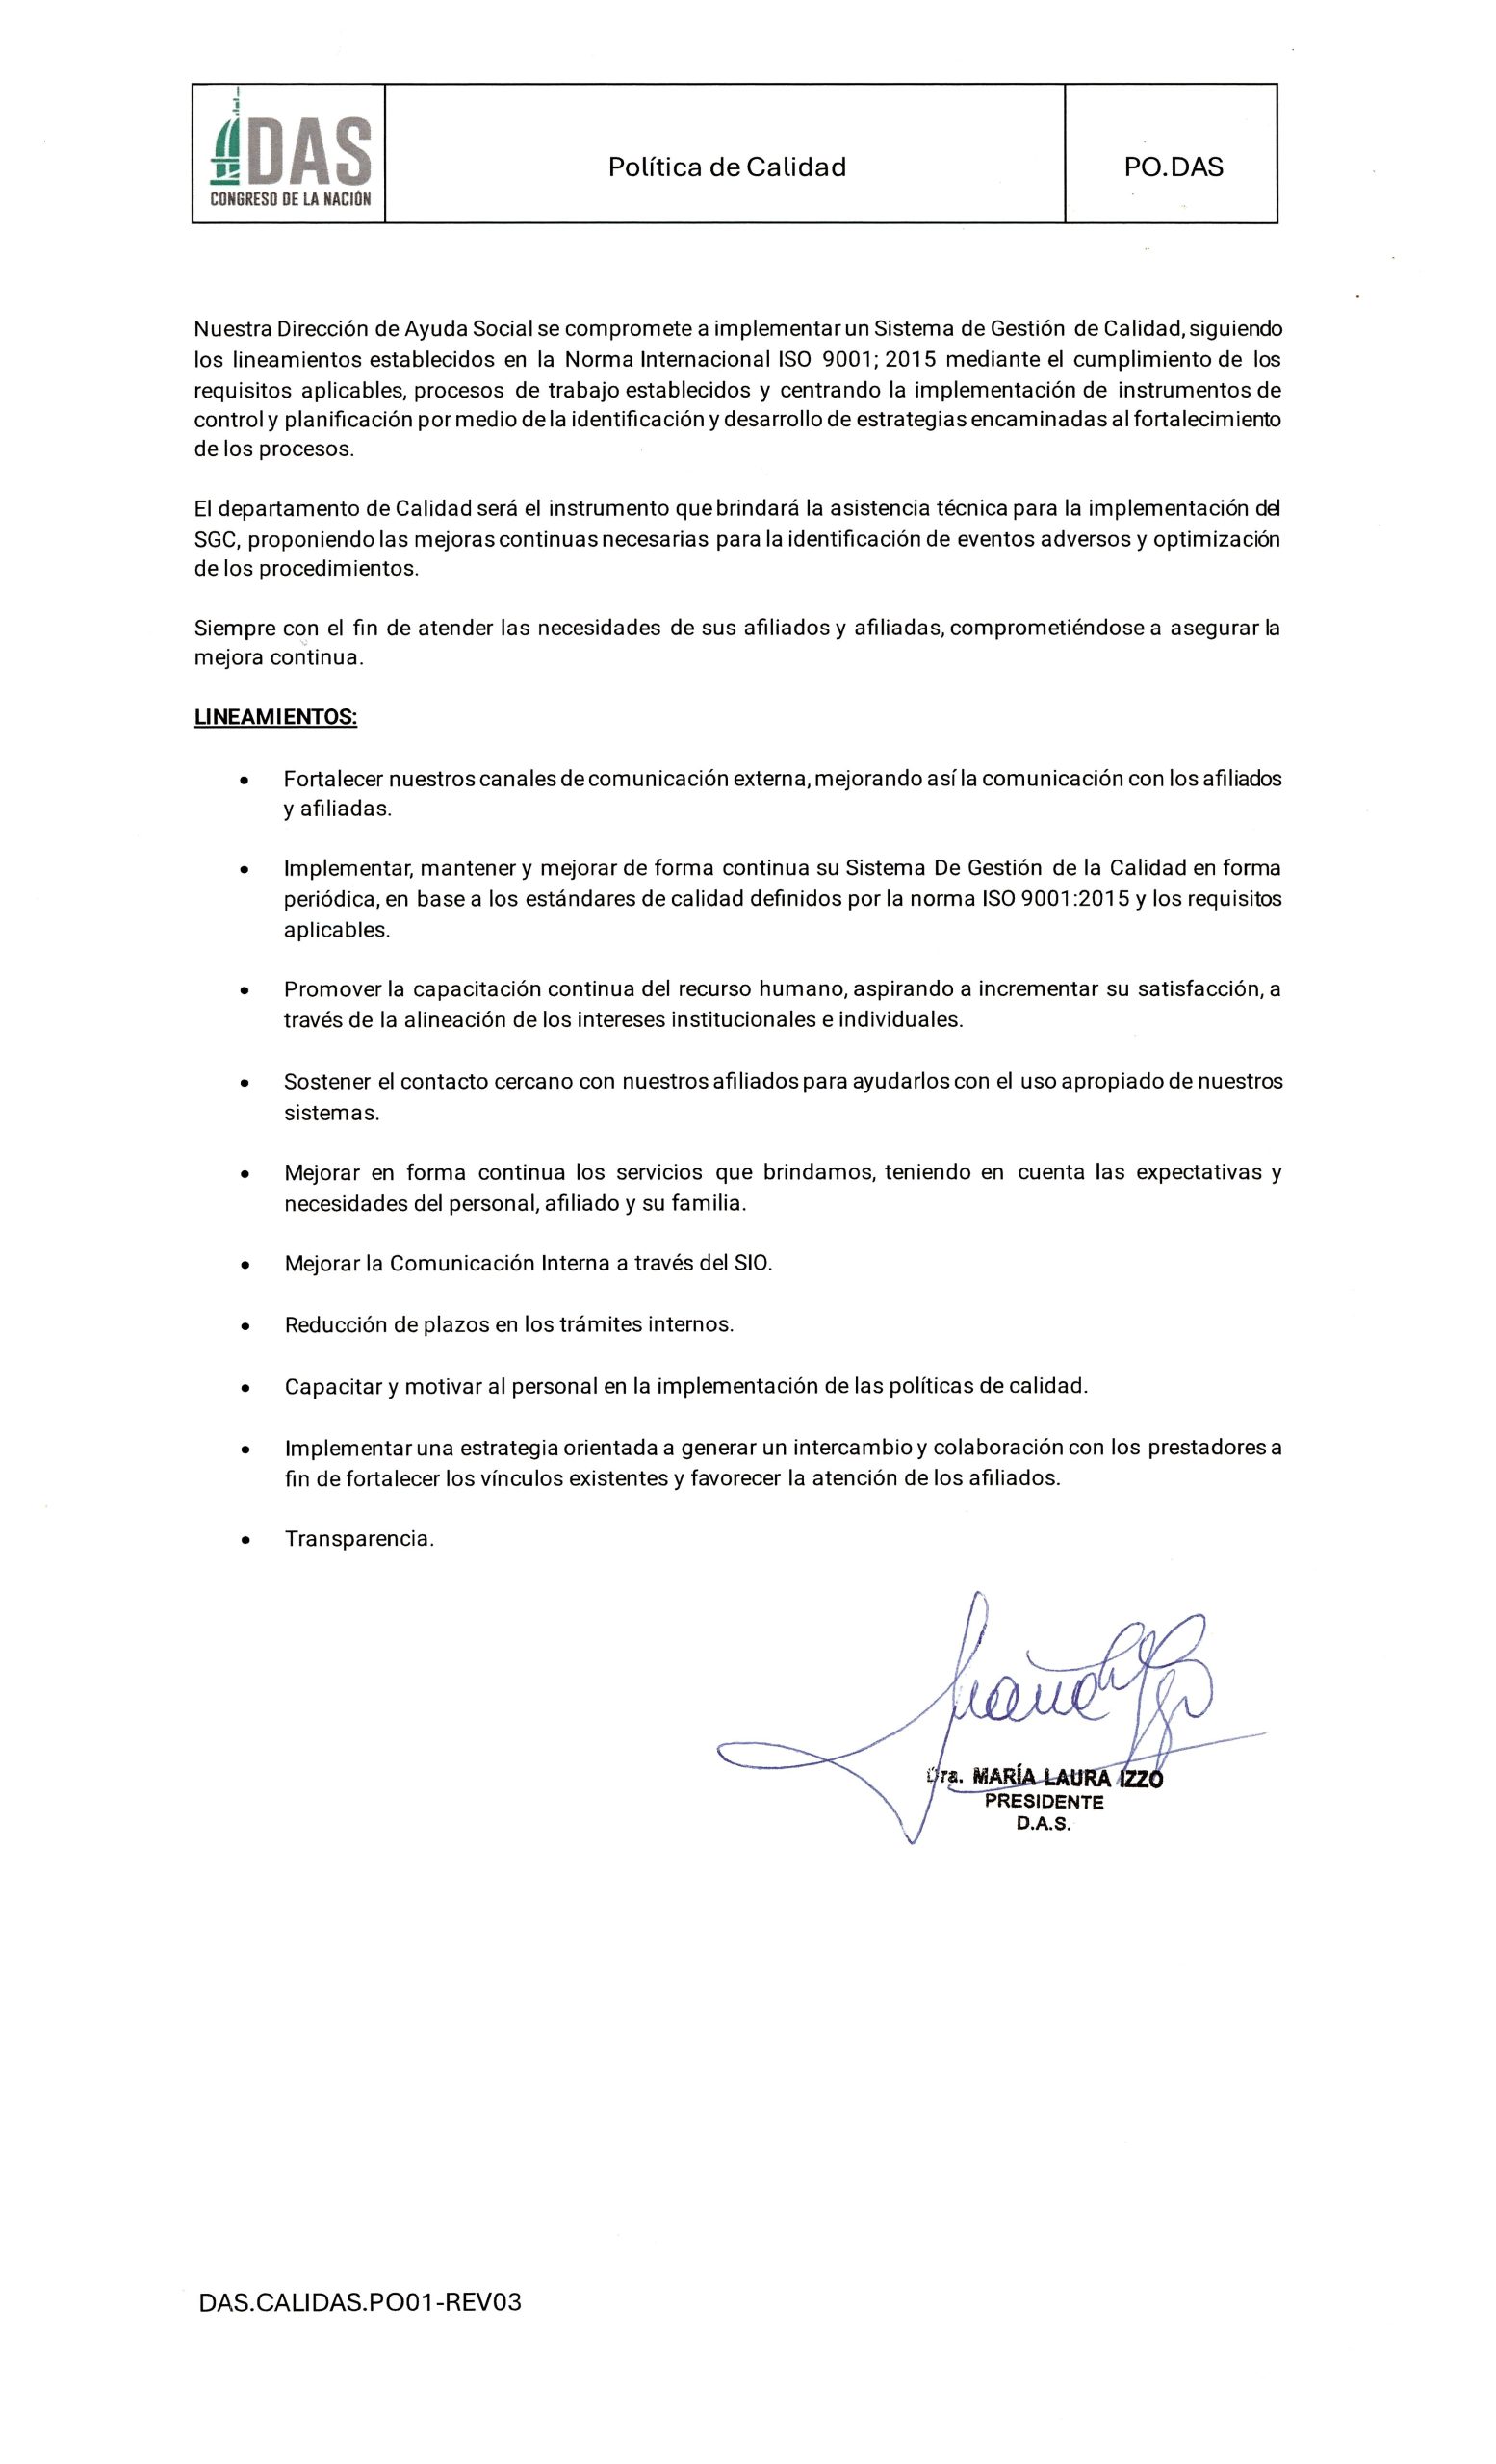 DAS
CONGRESO DE LA NACIÓN
Política de Calidad
PO.DAS
Nuestra Dirección de Ayuda Social se compromete a implementar un Sistema de Gestión de Calidad, siguiendo
los lineamientos establecidos en la Norma Internacional ISO 9001; 2015 mediante el cumplimiento de los
requisitos aplicables, procesos de trabajo establecidos y centrando la implementación de instrumentos de
control y planificación por medio de la identificación y desarrollo de estrategias encaminadas al fortalecimiento
de los procesos.
El departamento de Calidad será el instrumento que brindará la asistencia técnica para la implementación del
SGC, proponiendo las mejoras continuas necesarias para la identificación de eventos adversos y optimización
de los procedimientos.
Siempre con el fin de atender las necesidades de sus afiliados y afiliadas, comprometiéndose a asegurar la
mejora continua.
LINEAMIENTOS:
• Fortalecer nuestros canales de comunicación externa, mejorando así la comunicación con los afiliados
y afiliadas.
• Implementar, mantener y mejorar de forma continua su Sistema De Gestión de la Calidad en forma
periódica, en base a los estándares de calidad definidos por la norma ISO 9001:2015 y los requisitos
aplicables.
• Promover la capacitación continua del recurso humano, aspirando a incrementar su satisfacción, a
través de la alineación de los intereses institucionales e individuales.
• Sostener el contacto cercano con nuestros afiliados para ayudarlos con el uso apropiado de nuestros
sistemas.
• Mejorar en forma continua los servicios que brindamos, teniendo en cuenta las expectativas y
necesidades del personal, afiliado y su familia.
• Mejorar la Comunicación Interna a través del SIO.
• Reducción de plazos en los trámites internos.
• Capacitar y motivar al personal en la implementación de las políticas de calidad.
• Implementar una estrategia orientada a generar un intercambio y colaboración con los prestadores a
fin de fortalecer los vínculos existentes y favorecer la atención de los afiliados.
• Transparencia.
Dra. MARÍA LAURA IZZO
PRESIDENTE
D.A.S.
DAS.CALIDAS.PO01-REV03